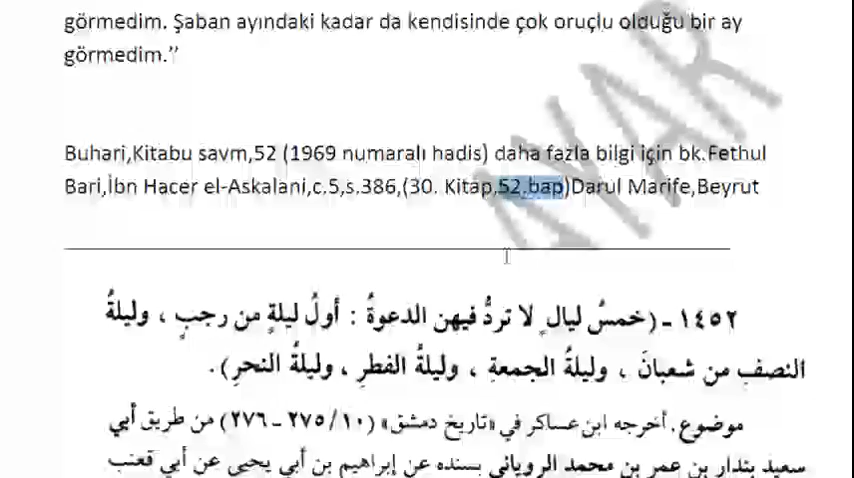 görmedim. Şaban ayındaki kadar da kendisinde çok oruçlu olduğu bir ay
görmedim.”
Buhari,Kitabu savm,52 (1969 numaralı hadis) daha fazla bilgi için bk.Fethul
Bari,İbn Hacer el-Askalani,c.5,s.386,(30. Kitap,52.bap)Darul Marife,Beyrut
١٤٥٢ - (خمسُ ليالٍ لا تردُّ فيهن الدعوةُ : أولُ ليلةٍ من رجبٍ ، وليلةُ
النصفِ من شعبانَ ، وليلةُ الجمعةِ ، وليلةُ الفطرِ ، وليلةُ النحرِ) .
موضوع . أخرجه ابن عساكر في «تاريخ دمشق» (١٠/ ٢٧٥ - ٢٧٦) من طريق أبي
سعيد بندار بن عمر بن محمد الروياني بسنده عن إبراهيم بن أبي يحيى عن أبي قعنب